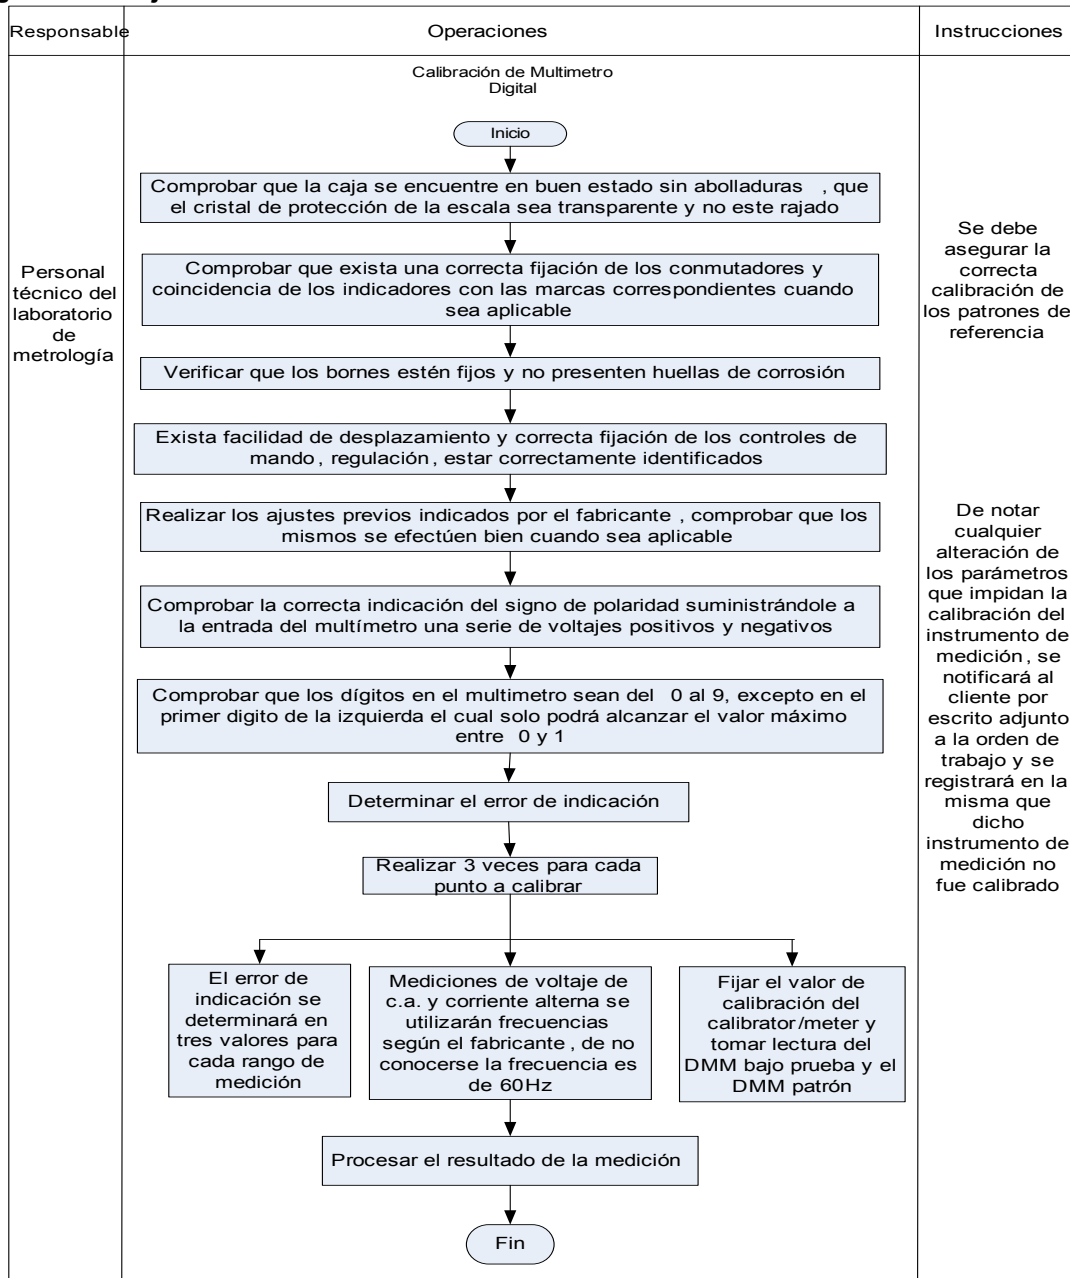 Responsable
Operaciones
Instrucciones
Calibración de Multimetro
Digital
Inicio
Comprobar que la caja se encuentre en buen estado sin abolladuras , que
el cristal de protección de la escala sea transparente y no este rajado
Comprobar que exista una correcta fijación de los conmutadores y
coincidencia de los indicadores con las marcas correspondientes cuando
sea aplicable
Verificar que los bornes estén fijos y no presenten huellas de corrosión
Exista facilidad de desplazamiento y correcta fijación de los controles de
mando , regulación , estar correctamente identificados
Realizar los ajustes previos indicados por el fabricante , comprobar que los
mismos se efectúen bien cuando sea aplicable
Comprobar la correcta indicación del signo de polaridad suministrándole a
la entrada del multímetro una serie de voltajes positivos y negativos
Comprobar que los dígitos en el multimetro sean del 0 al 9, excepto en el
primer digito de la izquierda el cual solo podrá alcanzar el valor máximo
entre 0 y 1
Determinar el error de indicación
Realizar 3 veces para cada
punto a calibrar
El error de
indicación se
determinará en
tres valores para
cada rango de
medición
Mediciones de voltaje de
c.a. y corriente alterna se
utilizarán frecuencias
según el fabricante , de no
conocerse la frecuencia es
de 60Hz
Fijar el valor de
calibración del
calibrator/meter y
tomar lectura del
DMM bajo prueba y el
DMM patrón
Procesar el resultado de la medición
Fin
Personal
técnico del
laboratorio
de
metrología
Se debe
asegurar la
correcta
calibración de
los patrones de
referencia
De notar
cualquier
alteración de
los parámetros
que impidan la
calibración del
instrumento de
medición , se
notificará al
cliente por
escrito adjunto
a la orden de
trabajo y se
registrará en la
misma que
dicho
instrumento de
medición no
fue calibrado